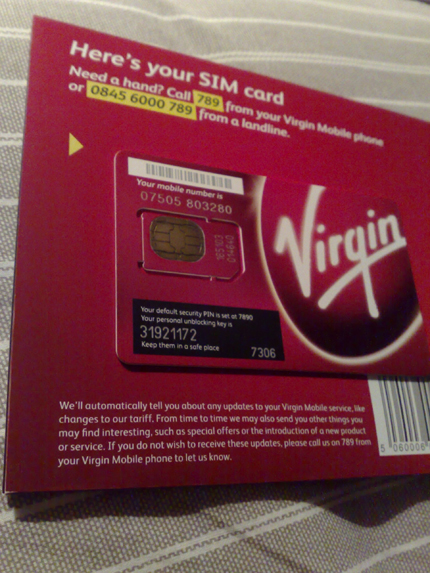 Here's your SIM card
Need a hand? Call 789 from your Virgin Mobile phone
or 0845 6000 789 from a landline.
Your mobile number is
07505 803280
Virgin
Your default security PIN is set at 7890
Your personal unblocking key is
31921172
Keep them in a safe place
7306
We'll automatically tell you about any updates to your Virgin Mobile service, like
changes to our tariff. From time to time we may also send you other things you
may find interesting, such as special offers or the introduction of a new product
or service. If you do not wish to receive these updates, please call us on 789 from
your Virgin Mobile phone to let us know.